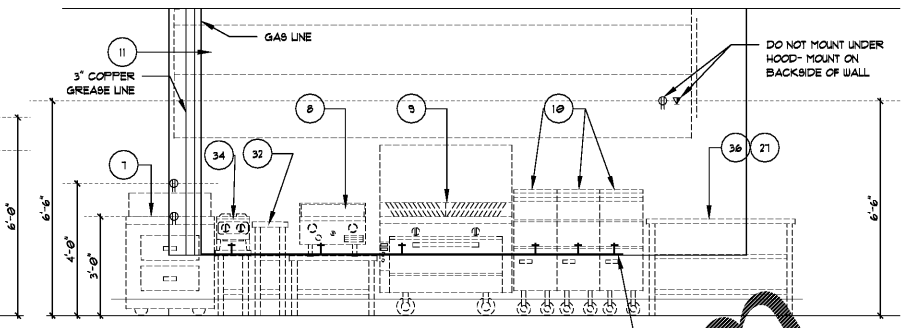 GAS LINE
11
3" COPPER
GREASE LINE
DO NOT MOUNT UNDER
HOOD- MOUNT ON
BACKSIDE OF WALL
8
9
10
7
34
32
36
27
6'-0"
4'-0"
3'-0"
6'-6"
6'-6"